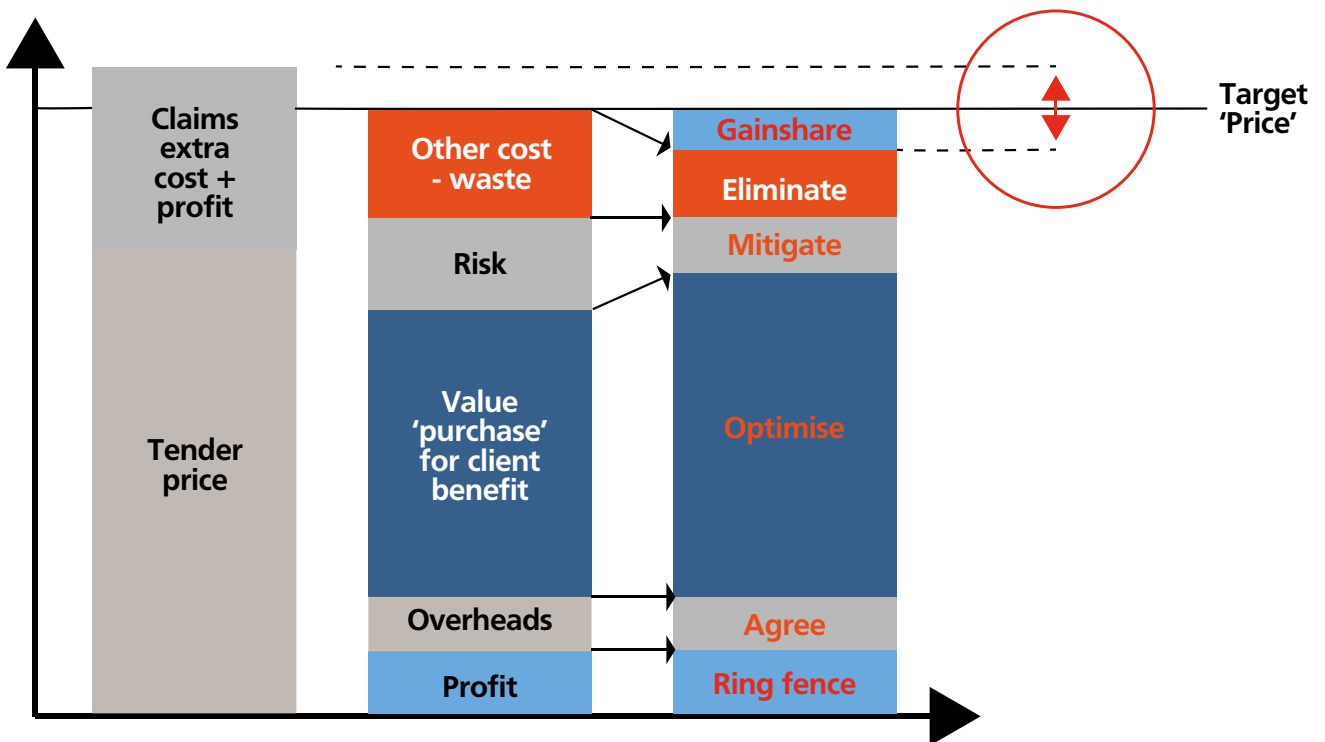 Claims
extra
cost +
profit
Tender
price
Other cost
- waste
Risk
Value
‘purchase’
for client
benefit
Overheads
Profit
Gainshare
Eliminate
Mitigate
Optimise
Agree
Ring fence
Target
‘Price’